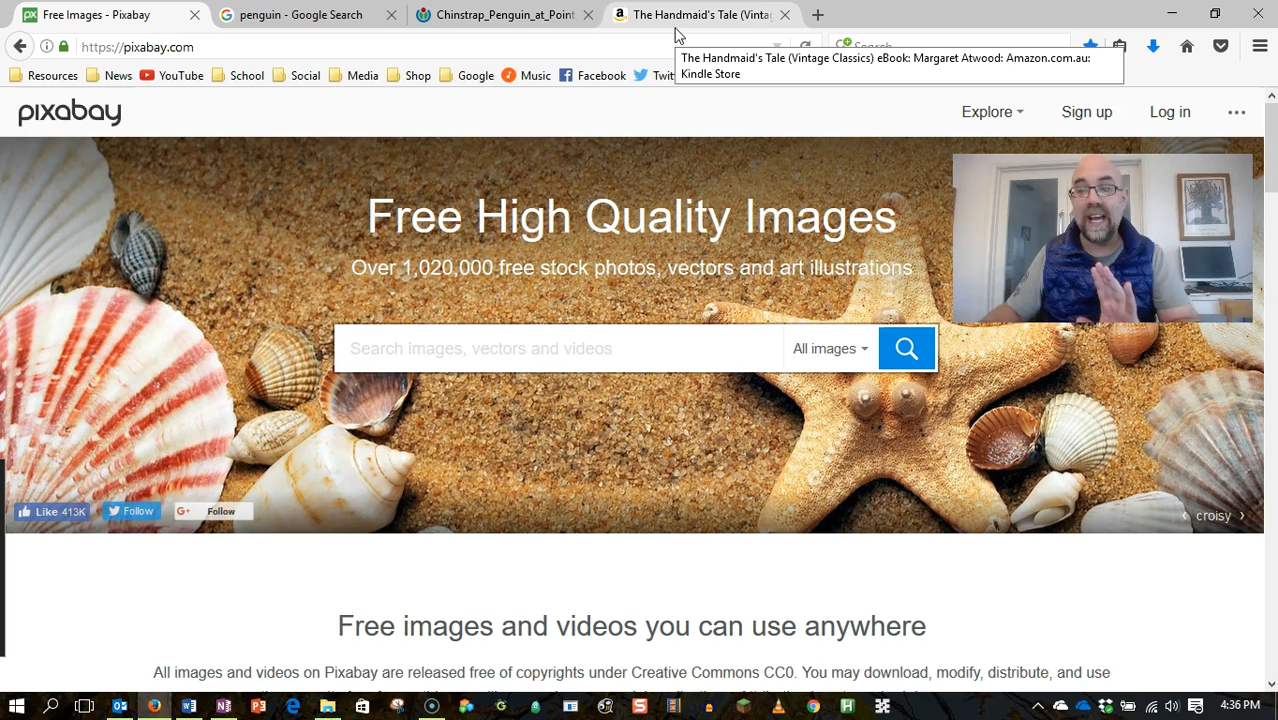 Free Images - Pixabay
penguin - Google Search
Chinstrap_Penguin_at_Point
The Handmaid's Tale (Vintag
https://pixabay.com
Search
The Handmaid's Tale (Vintage Classics) eBook: Margaret Atwood: Amazon.com.au:
Kindle Store
Resources
News
YouTube
School
Social
Media
Shop
Google
Music
Facebook
Twitt
pixabay
Explore
Sign up
Log in
Free High Quality Images
Over 1,020,000 free stock photos, vectors and art illustrations
Search images, vectors and videos
All images
Like 413K
Follow
G+ Follow
croisy
Free images and videos you can use anywhere
All images and videos on Pixabay are released free of copyrights under Creative Commons CC0. You may download, modify, distribute, and use
4:36 PM